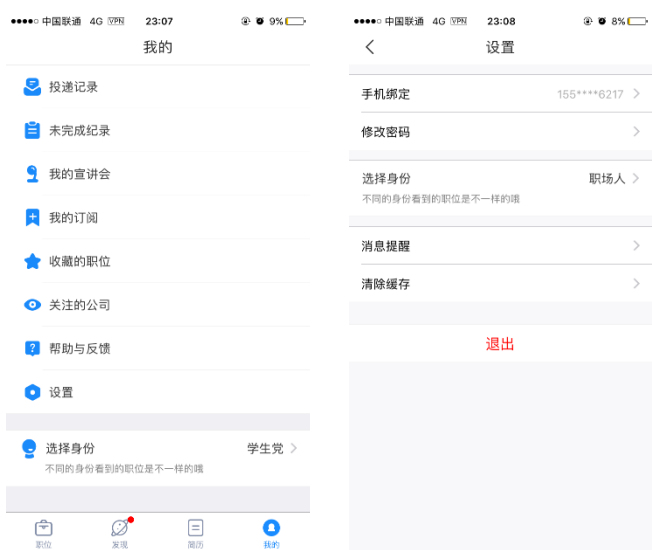 中国联通 4G VPN 23:07 9%
我的
投递记录
未完成纪录
我的宣讲会
我的订阅
收藏的职位
关注的公司
帮助与反馈
设置
选择身份 学生党
不同的身份看到的职位是不一样的哦
职位 发现 简历 我的
中国联通 4G VPN 23:08 8%
设置
手机绑定 155****6217
修改密码
选择身份 职场人
不同的身份看到的职位是不一样的哦
消息提醒
清除缓存
退出